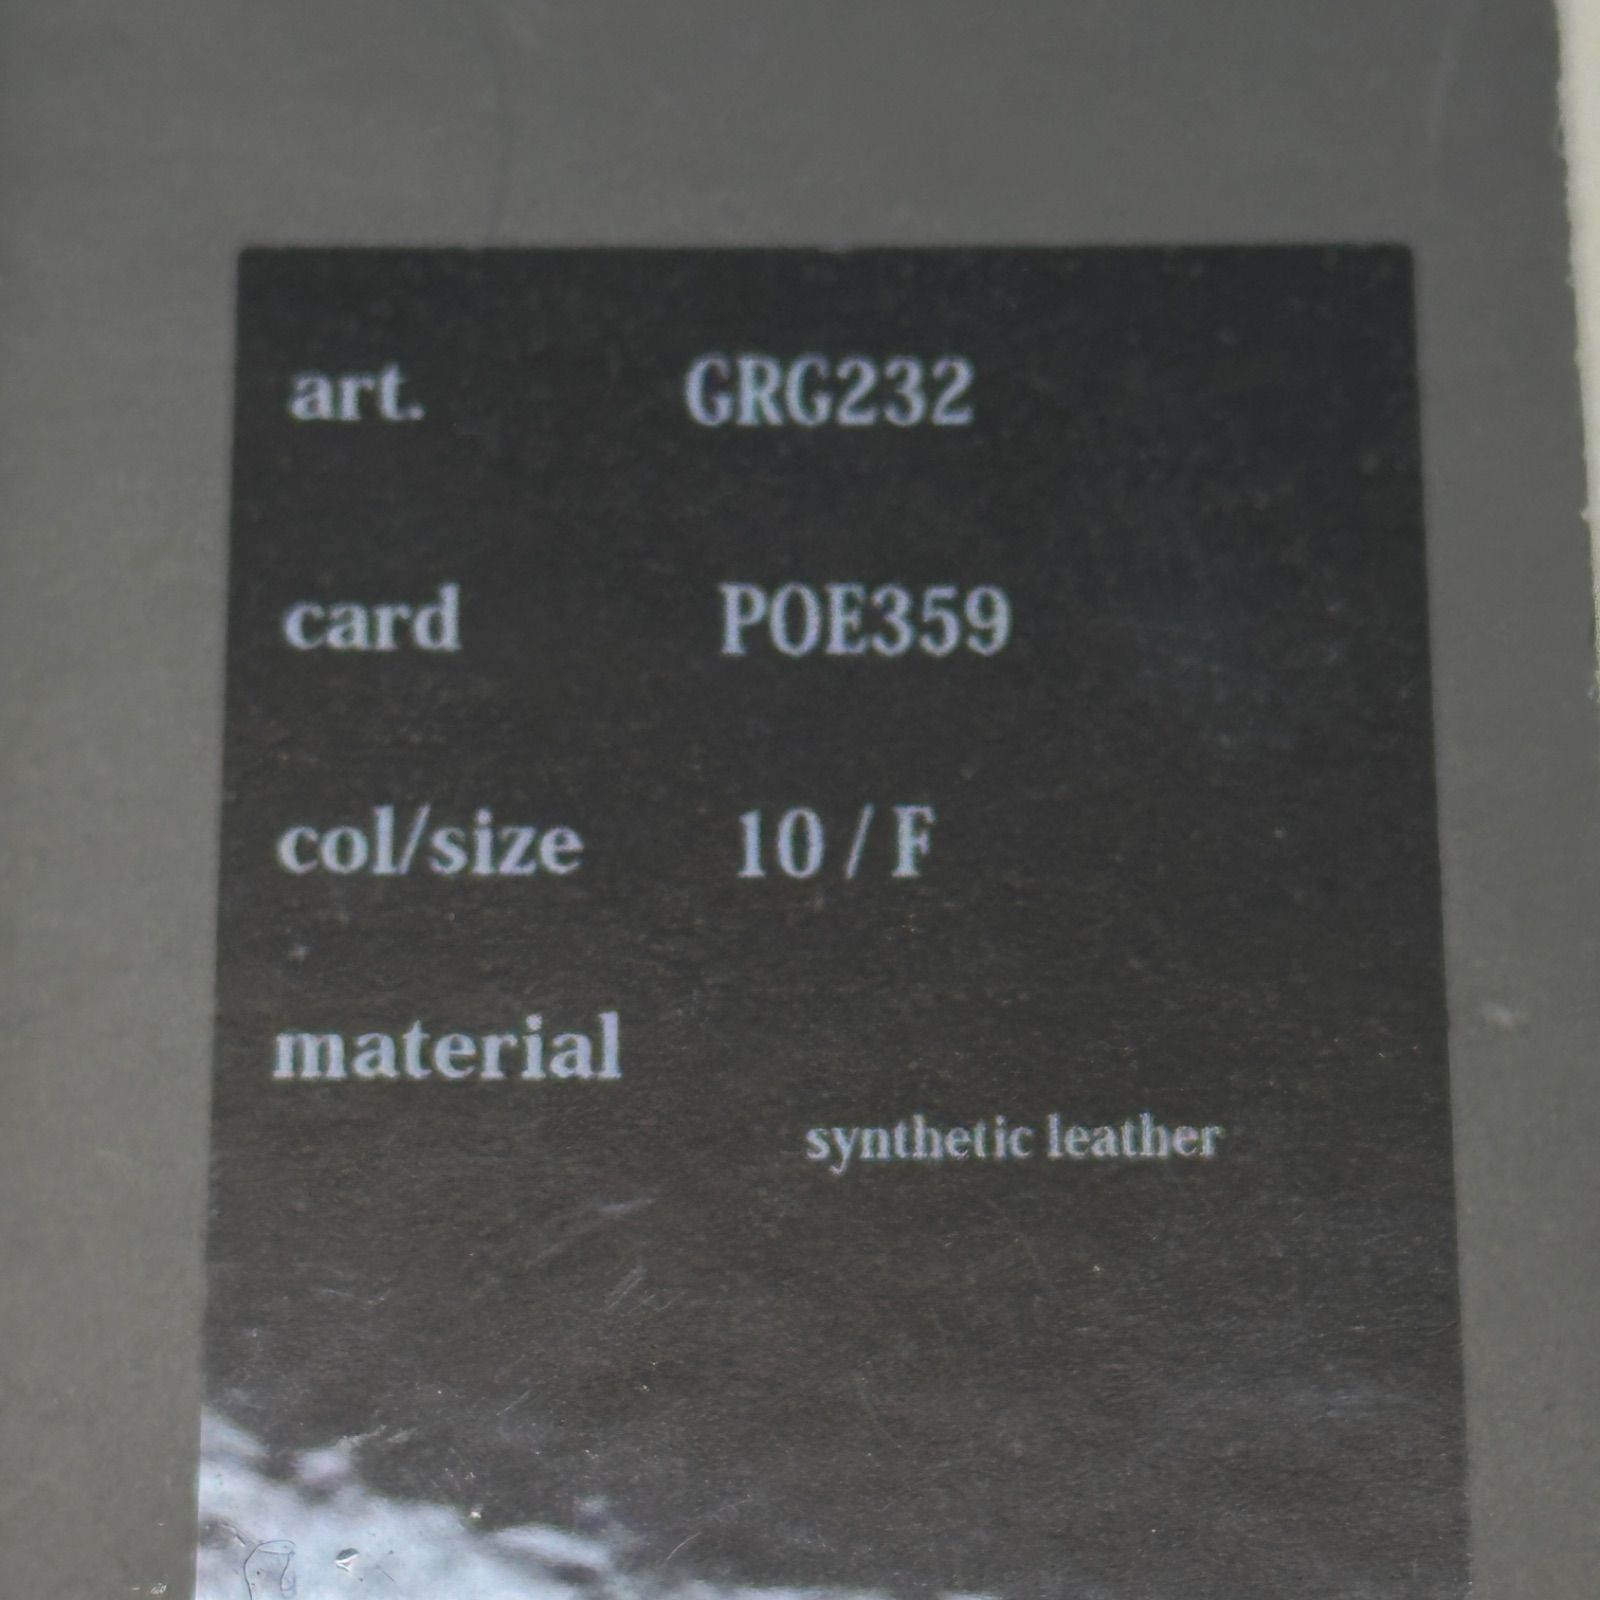 art. GRG232
card POE359
col/size 10 / F
material
synthetic leather